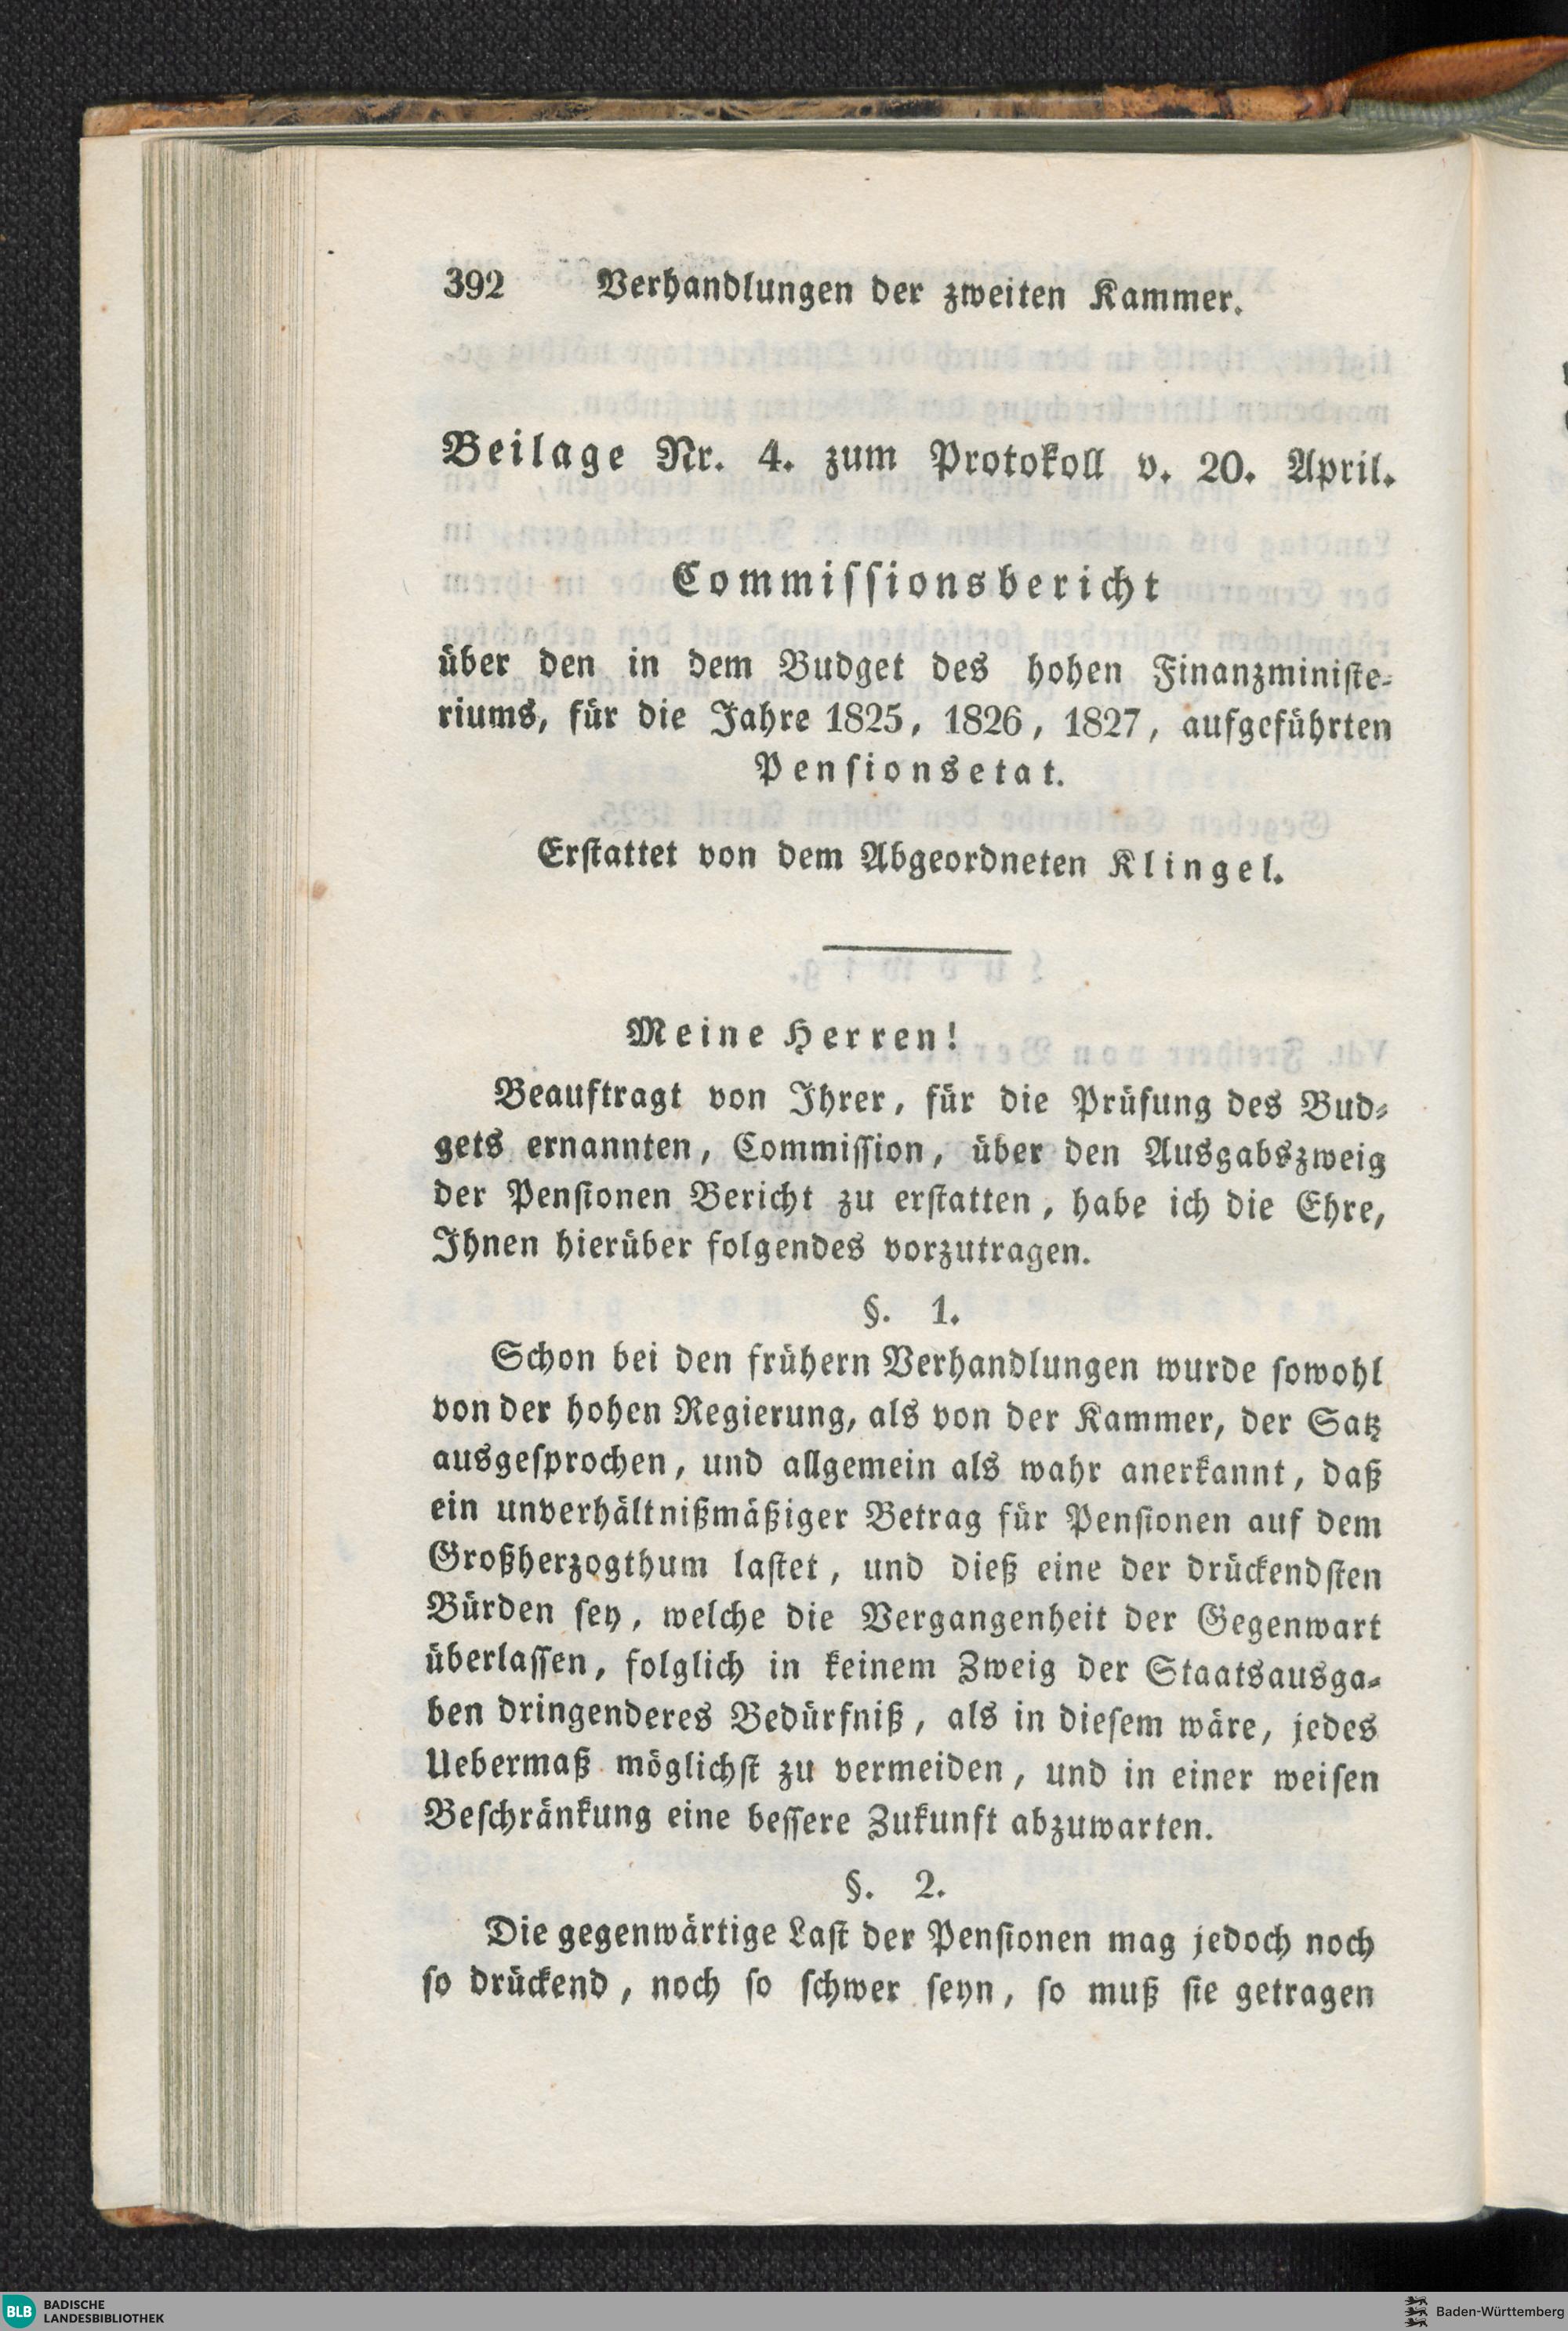 392 Verhandlungen der zweiten Kammer.
Beilage Nr. 4. zum Protokoll v. 20. April.
Commissionsbericht
über den in dem Budget des hohen Finanzministe-
riums, für die Jahre 1825, 1826, 1827, aufgeführten
Pensionsetat.
Erstattet von dem Abgeordneten Klingel.
Meine Herren!
Beauftragt von Ihrer, für die Prüfung des Bud-
gets ernannten, Commission, über den Ausgabszweig
der Pensionen Bericht zu erstatten, habe ich die Ehre,
Ihnen hierüber folgendes vorzutragen.
§. 1.
Schon bei den frühern Verhandlungen wurde sowohl
von der hohen Regierung, als von der Kammer, der Satz
ausgesprochen, und allgemein als wahr anerkannt, daß
ein unverhältnißmäßiger Betrag für Pensionen auf dem
Großherzogthum lastet, und dieß eine der drückendsten
Bürden sey, welche die Vergangenheit der Gegenwart
überlassen, folglich in keinem Zweig der Staatsausga-
ben dringenderes Bedürfniß, als in diesem wäre, jedes
Uebermaß möglichst zu vermeiden, und in einer weisen
Beschränkung eine bessere Zukunft abzuwarten.
§. 2.
Die gegenwärtige Last der Pensionen mag jedoch noch
so drückend, noch so schwer seyn, so muß sie getragen
BLB BADISCHE
LANDESBIBLIOTHEK
Baden-Württemberg